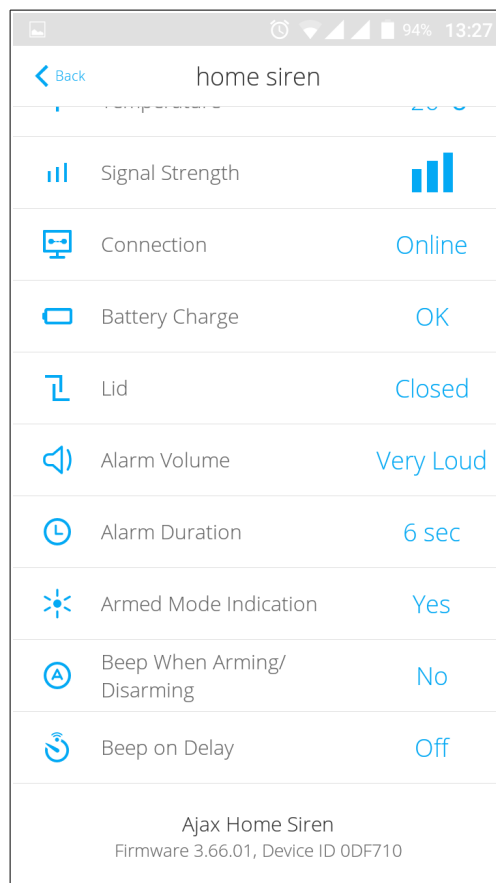 94% 13:27
Back home siren
Signal Strength
Connection Online
Battery Charge OK
Lid Closed
Alarm Volume Very Loud
Alarm Duration 6 sec
Armed Mode Indication Yes
Beep When Arming/
Disarming No
Beep on Delay Off
Ajax Home Siren
Firmware 3.66.01, Device ID 0DF710